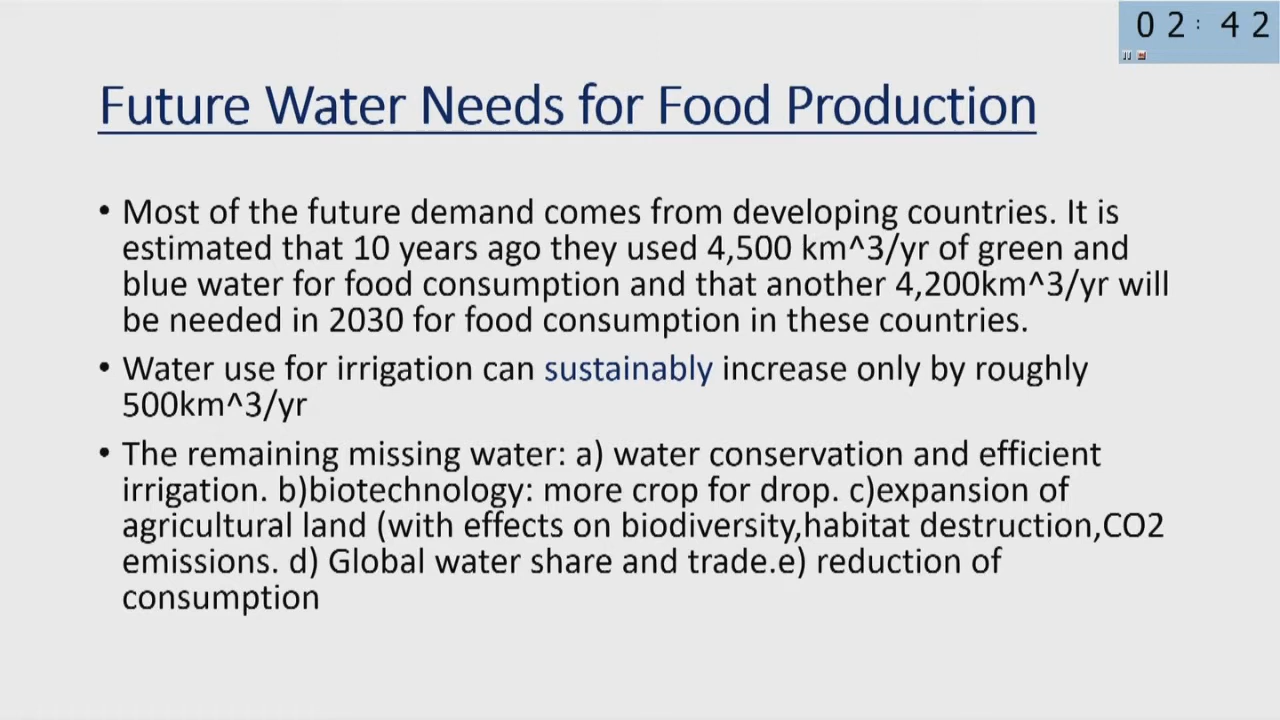 02:42
Future Water Needs for Food Production
• Most of the future demand comes from developing countries. It is
estimated that 10 years ago they used 4,500 km^3/yr of green and
blue water for food consumption and that another 4,200km^3/yr will
be needed in 2030 for food consumption in these countries.
• Water use for irrigation can sustainably increase only by roughly
500km^3/yr
• The remaining missing water: a) water conservation and efficient
irrigation. b)biotechnology: more crop for drop. c)expansion of
agricultural land (with effects on biodiversity,habitat destruction,CO2
emissions. d) Global water share and trade.e) reduction of
consumption